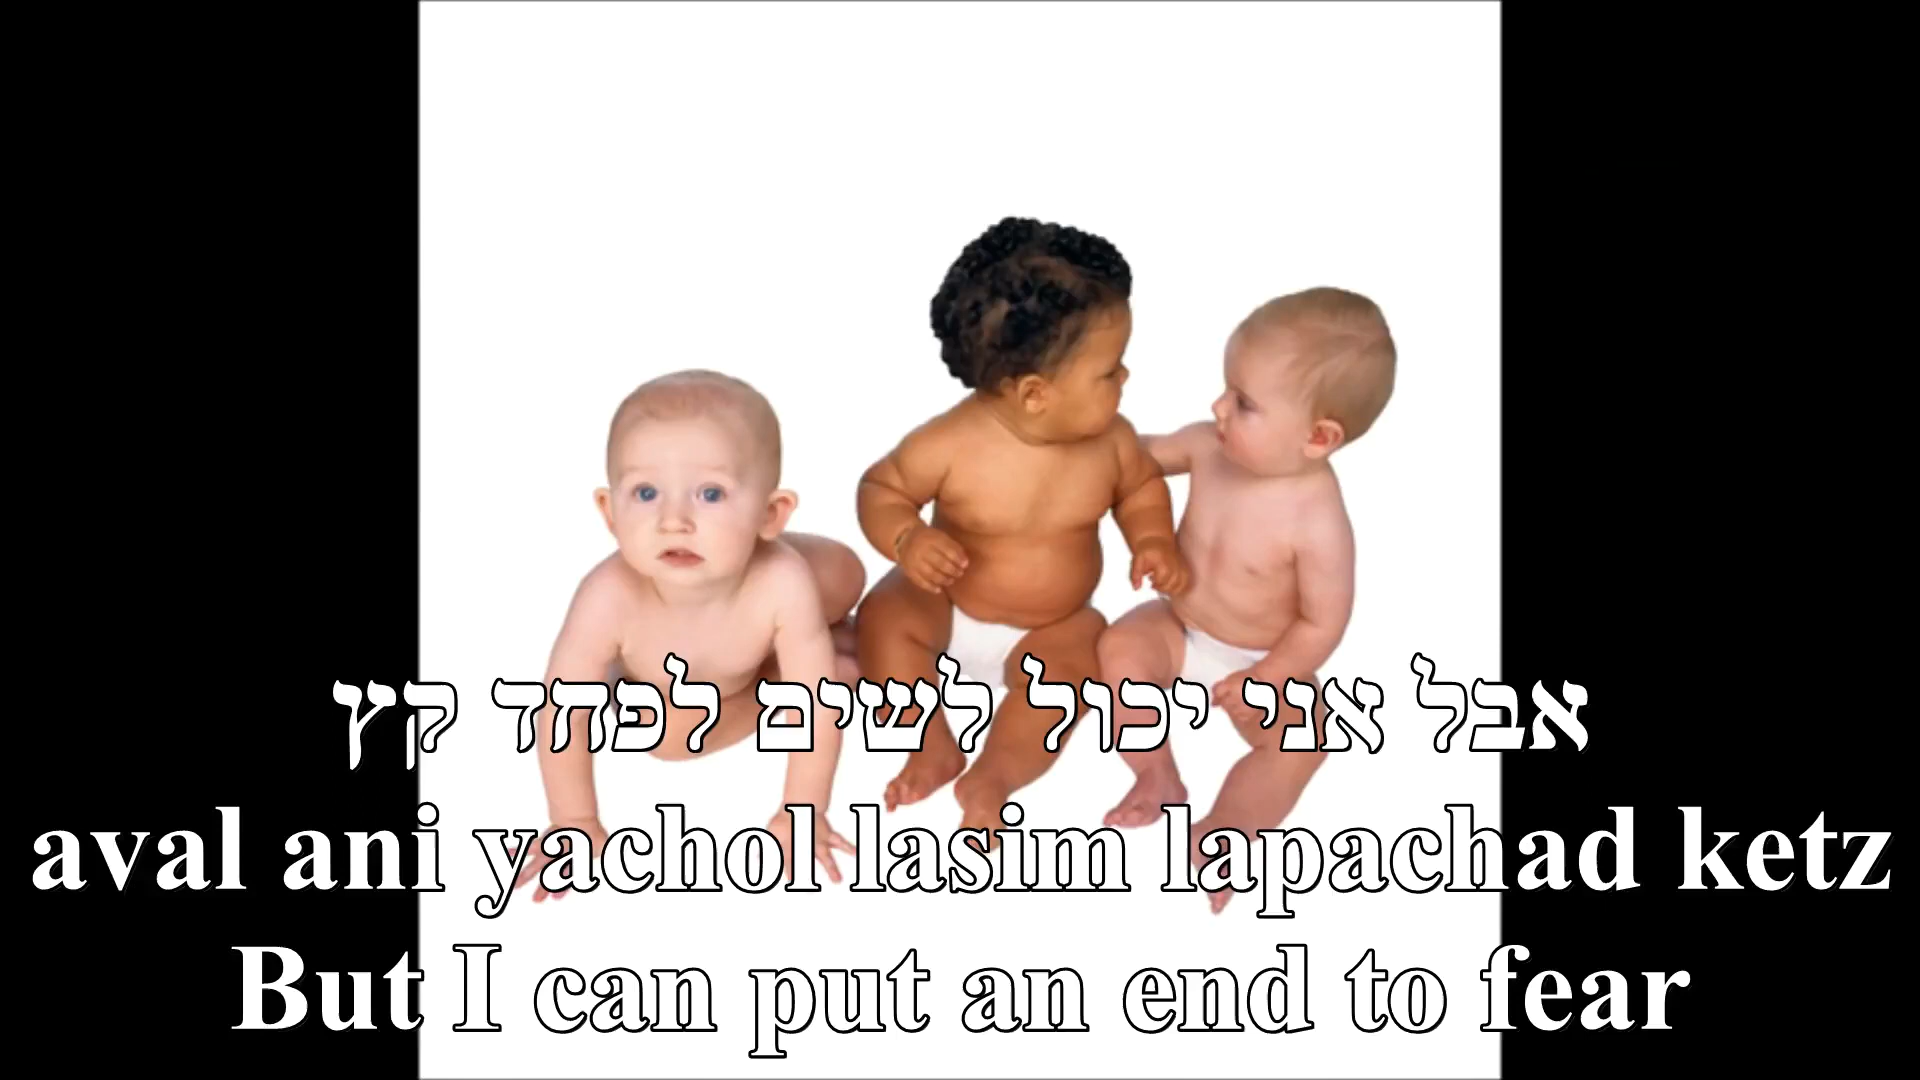 אבל אני יכול לשים לפחד קץ
aval ani yachol lasim lapachad ketz
But I can put an end to fear